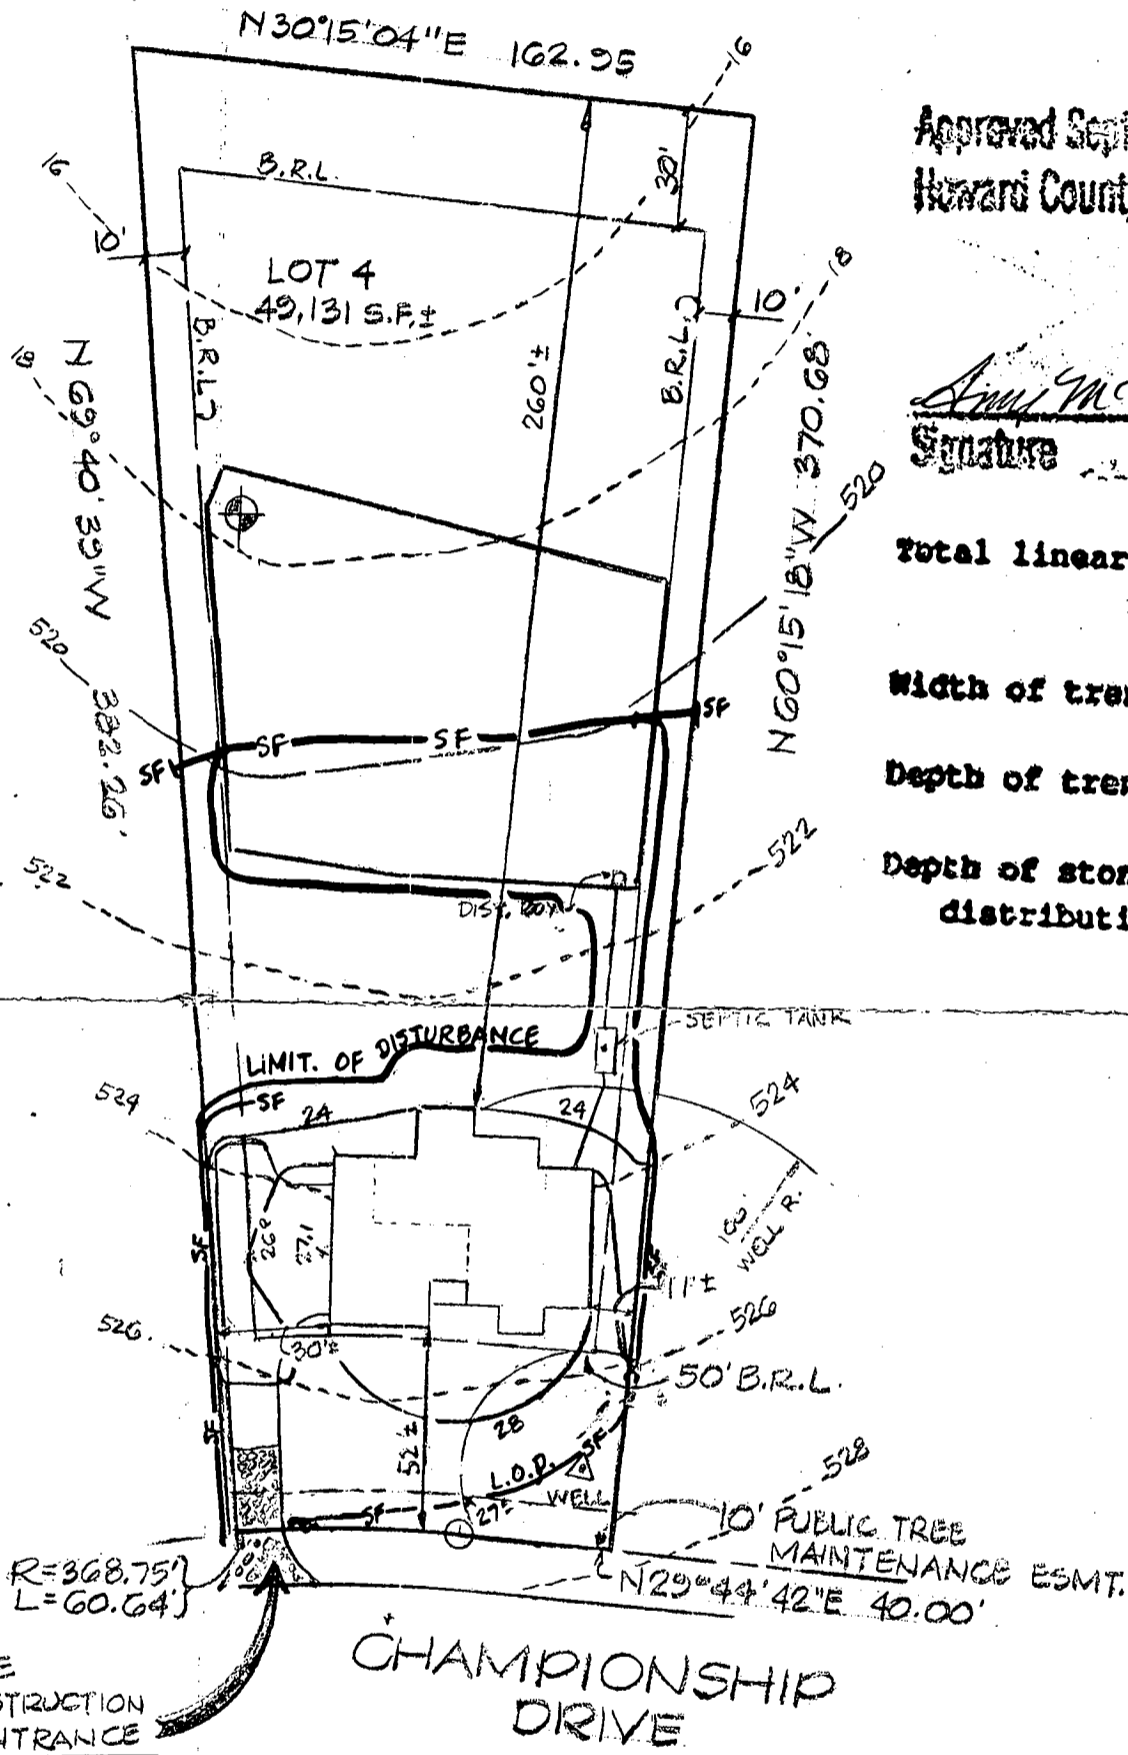 N30°15'04"E 162.95
16
Approved Sept
Howard County
B.R.L.
30'
16
10'
LOT 4
49,131 S.F.±
18
10'
B.R.L.
B.R.L.
260'±
18
N69°40'39"W 382.26'
N60°15'18"W 370.68
Signature
520
Total linear
520
Width of tren
SF
SF
SF
SF
Depth of tren
522
522
Depth of ston
distributi
DIST. BOX
SEPTIC TANK
LIMIT. OF DISTURBANCE
SF
524
24
24
524
100'
WELL R.
SF
26
27.1
SF
11'±
526
526
30'±
50' B.R.L.
28
SF
52'±
SF
L.O.D.
528
WELL
27±
SF
10' PUBLIC TREE
MAINTENANCE ESMT.
R=368.75'
L=60.64'
N29°44'42"E 40.00'
CHAMPIONSHIP
DRIVE
E
STRUCTION
NTRANCE